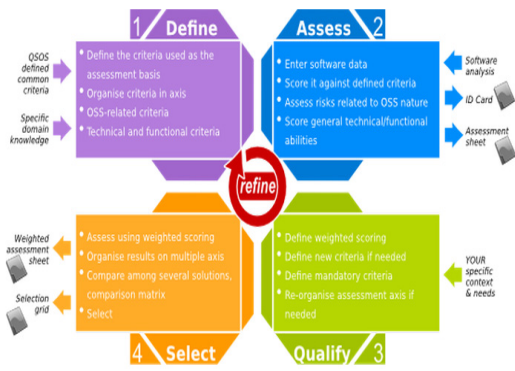 1 Define
QSOS
defined
common
criteria
Specific
domain
knowledge
Define the criteria used as the
assessment basis
Organise criteria in axis
OSS-related criteria
Technical and functional criteria
Assess 2
Enter software data
Score it against defined criteria
Assess risks related to OSS nature
Score general technical/functional
abilities
Software
analysis
ID Card
Assessment
sheet
refine
Weighted
assessment
sheet
Selection
grid
Assess using weighted scoring
Organise results on multiple axis
Compare among several solutions,
comparison matrix
Select
4 Select
Define weighted scoring
Define new criteria if needed
Define mandatory criteria
Re-organise assessment axis if
needed
YOUR
specific
context
& needs
Qualify 3